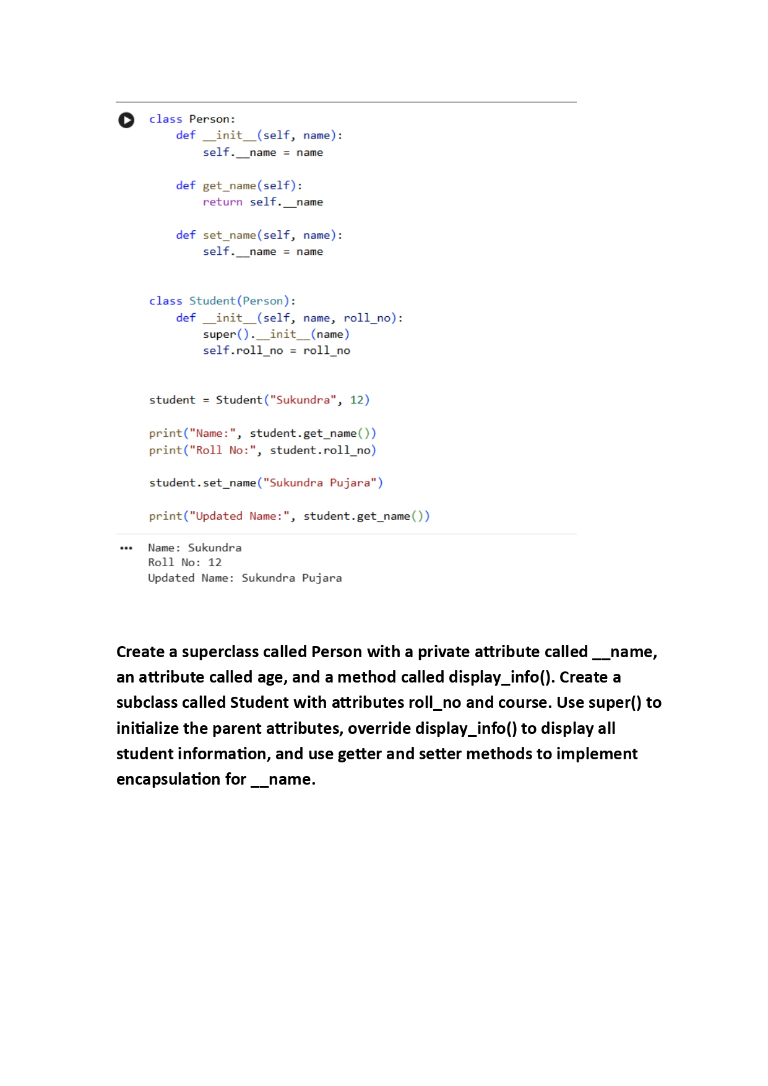 class Person:
    def __init__(self, name):
        self.__name = name
    def get_name(self):
        return self.__name
    def set_name(self, name):
        self.__name = name
class Student(Person):
    def __init__(self, name, roll_no):
        super().__init__(name)
        self.roll_no = roll_no
student = Student("Sukundra", 12)
print("Name:", student.get_name())
print("Roll No:", student.roll_no)
student.set_name("Sukundra Pujara")
print("Updated Name:", student.get_name())
Name: Sukundra
Roll No: 12
Updated Name: Sukundra Pujara
Create a superclass called Person with a private attribute called __name,
an attribute called age, and a method called display_info(). Create a
subclass called Student with attributes roll_no and course. Use super() to
initialize the parent attributes, override display_info() to display all
student information, and use getter and setter methods to implement
encapsulation for __name.